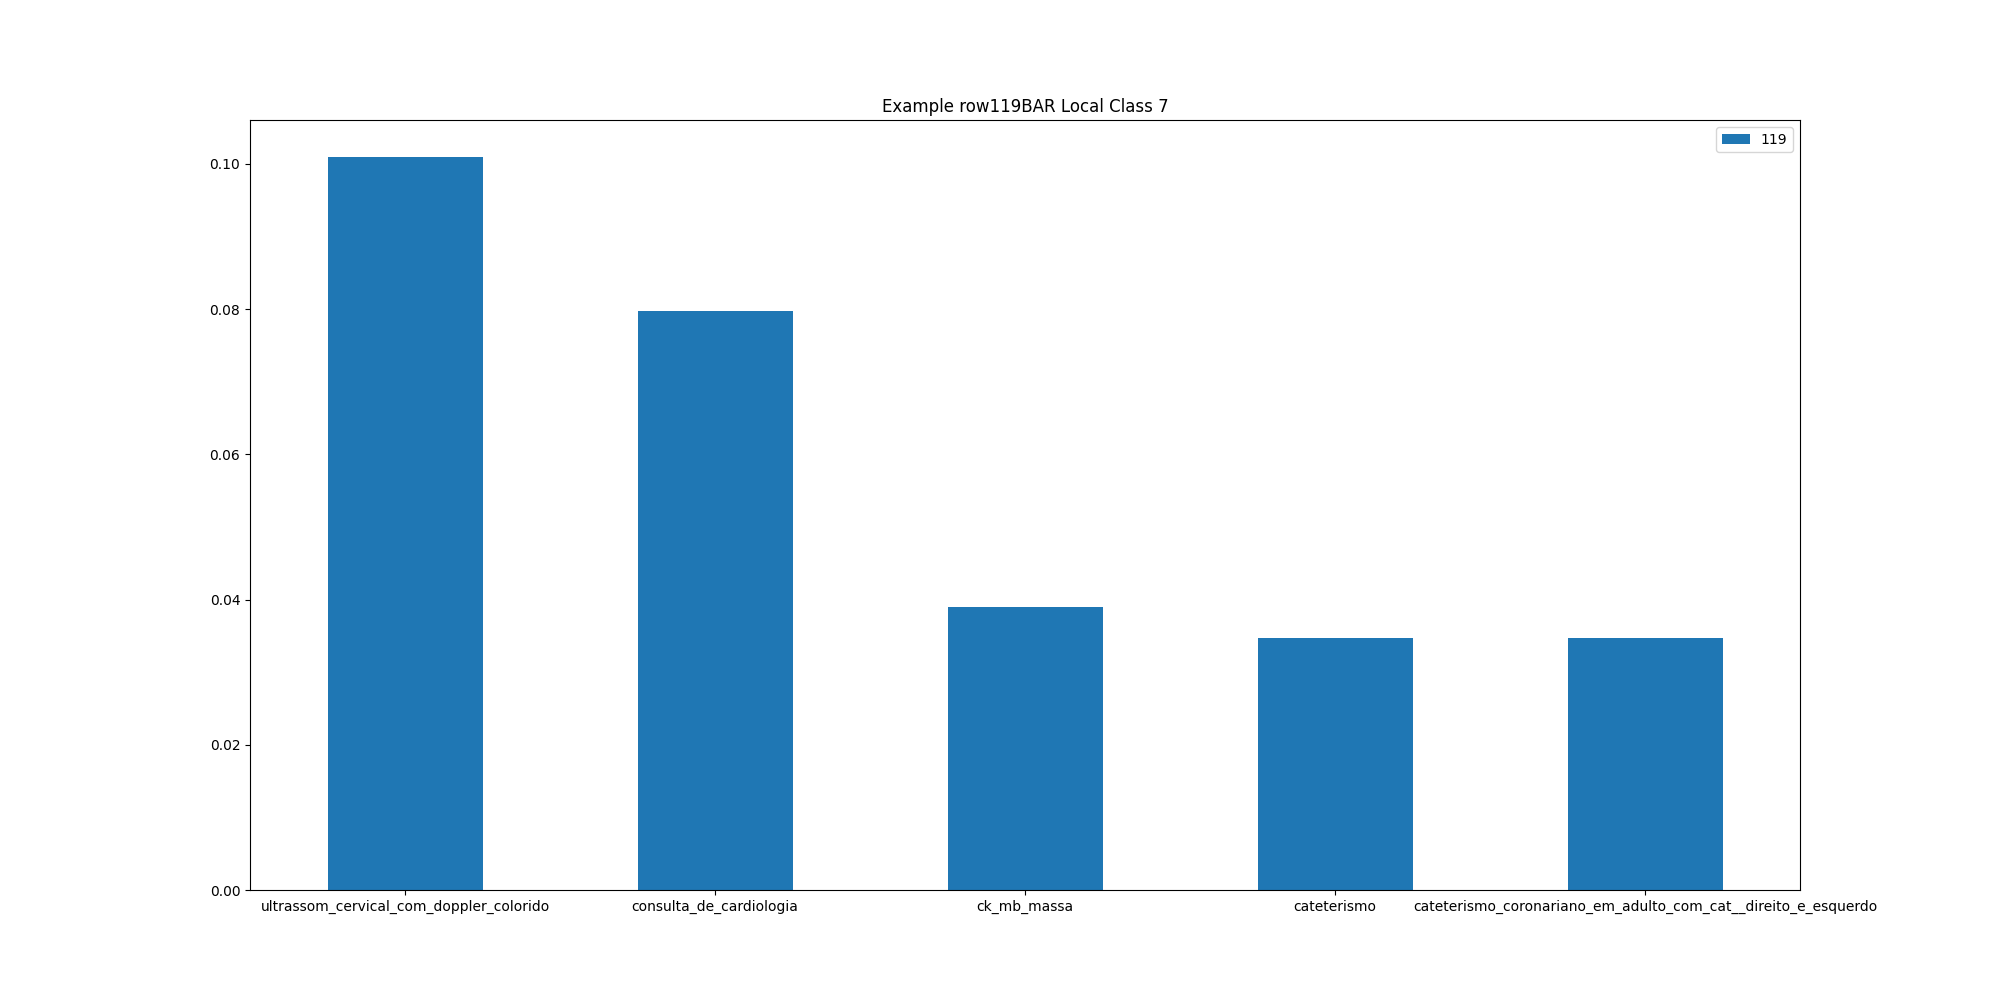 Example row119BAR Local Class 7
119
0.10
0.08
0.06
0.04
0.02
0.00
ultrassom_cervical_com_doppler_colorido
consulta_de_cardiologia
ck_mb_massa
cateterismo
cateterismo_coronariano_em_adulto_com_cat__direito_e_esquerdo